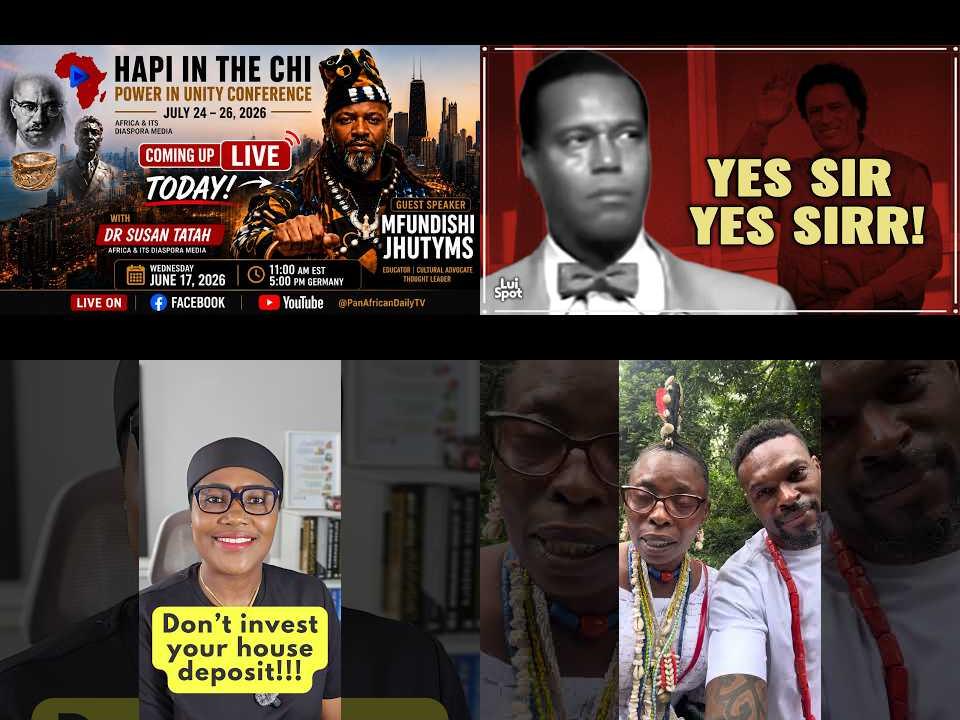 HAPI IN THE CHI
POWER IN UNITY CONFERENCE
JULY 24 – 26, 2026
AFRICA & ITS
DIASPORA MEDIA
COMING UP LIVE
TODAY!
WITH
DR SUSAN TATAH
AFRICA & ITS DIASPORA MEDIA
GUEST SPEAKER
MFUNDISHI
JHUTYMS
EDUCATOR | CULTURAL ADVOCATE
THOUGHT LEADER
WEDNESDAY
JUNE 17, 2026
11:00 AM EST
5:00 PM GERMANY
LIVE ON FACEBOOK YouTube @PanAfricanDailyTV
YES SIR
YES SIRR!
Lui
Spot
Don't invest
your house
deposit!!!